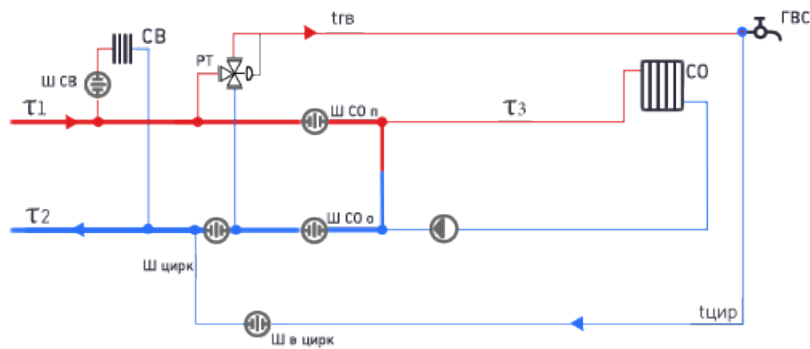 tгв
ГВС
СВ
РТ
СО
Ш СВ
τ1
Ш СО п
τ3
τ2
Ш СО о
Ш цирк
tцир
Ш в цирк